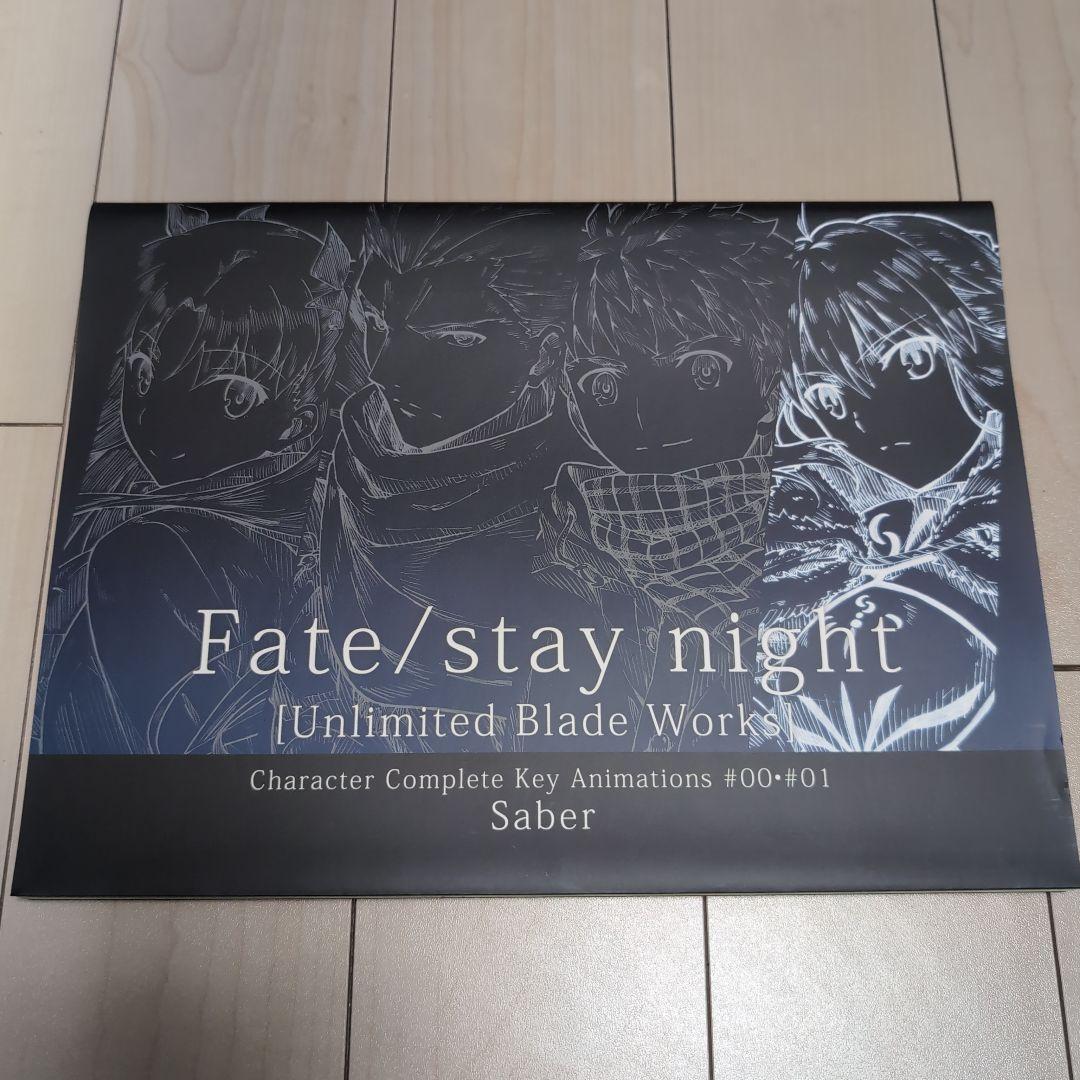 Fate/stay night
[Unlimited Blade Works]
Character Complete Key Animations #00•#01
Saber